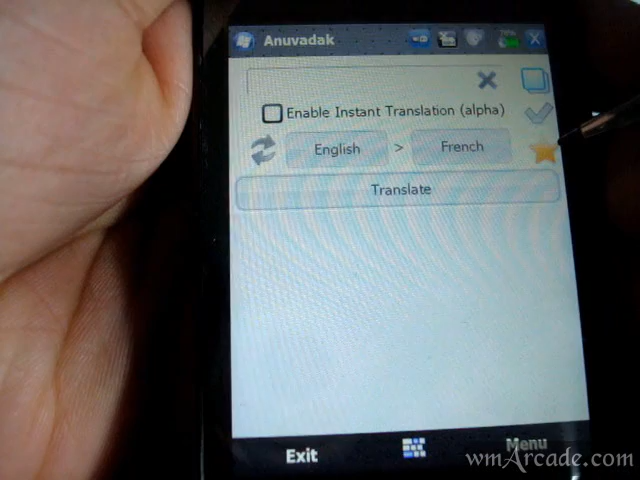 Anuvadak
Enable Instant Translation (alpha)
English > French
Translate
Exit Menu
wmArcade.com